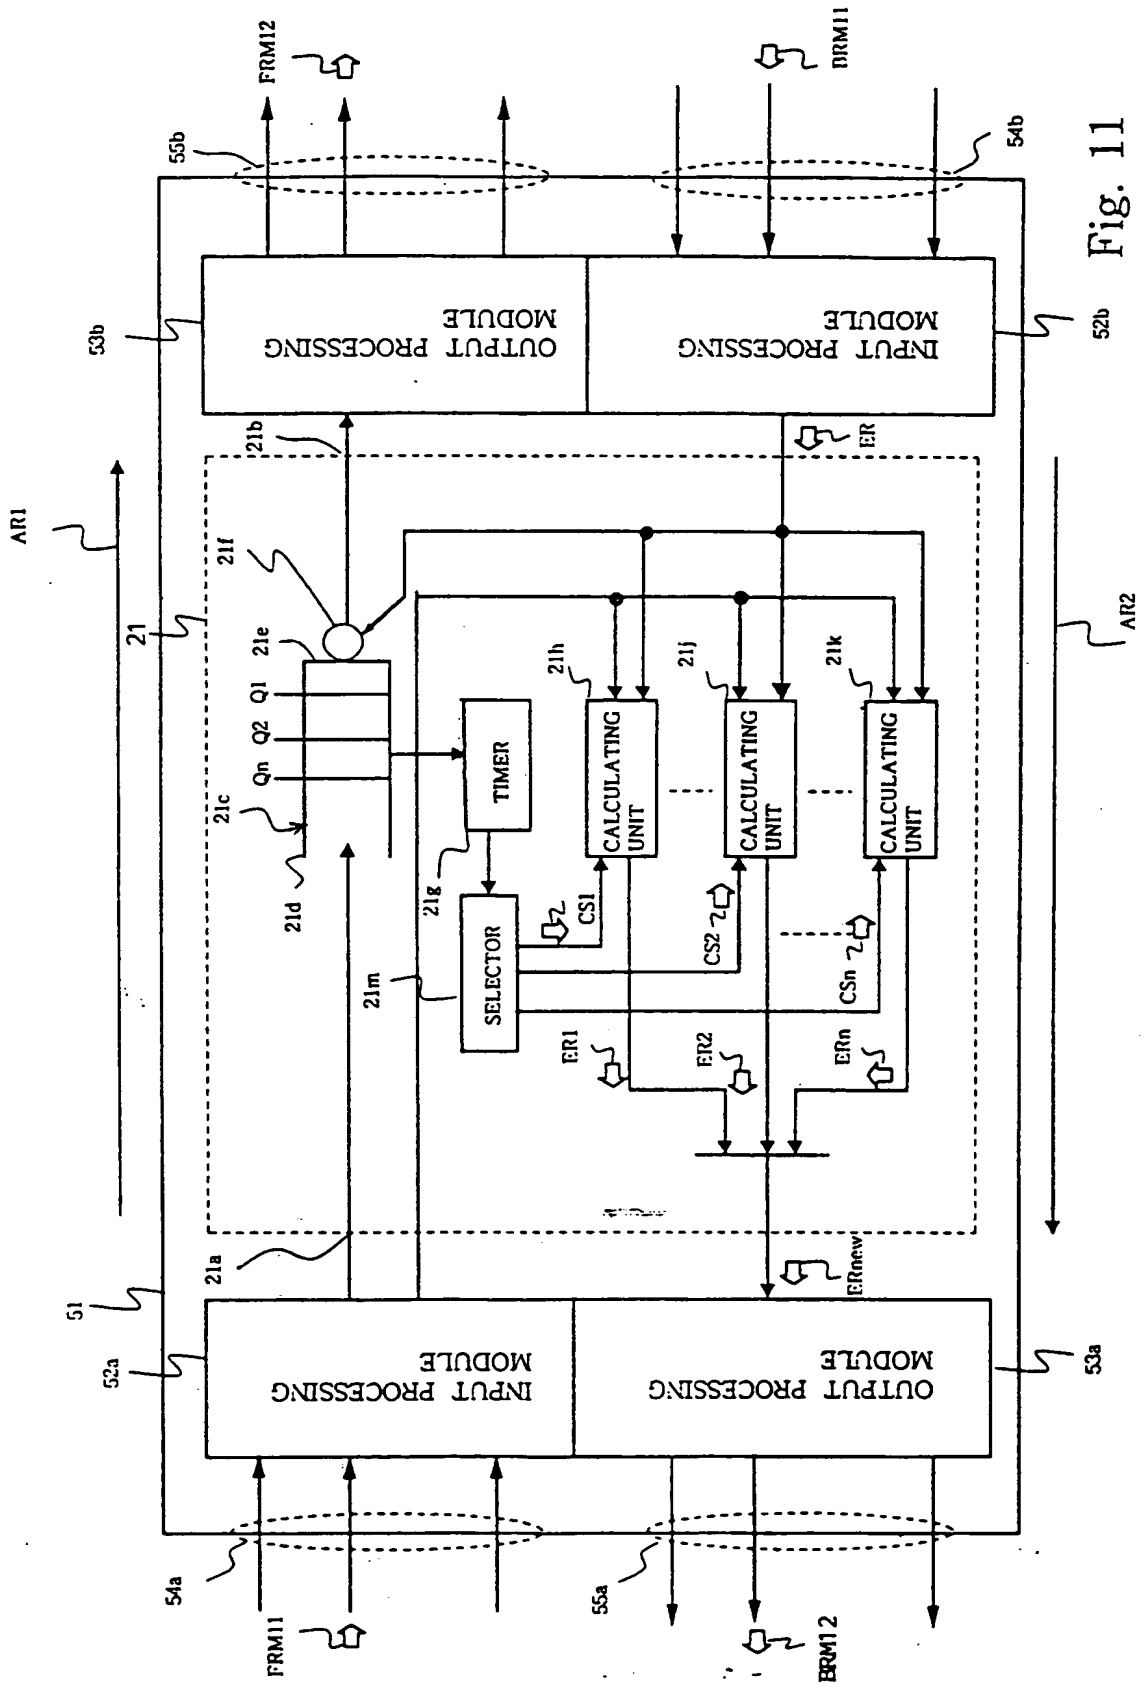 AR1
51
21
53b
55b
FRM12
52a
21a
21b
21c
21d
21e
21f
Qn
Q2
Q1
54a
FRM11
INPUT PROCESSING
MODULE
OUTPUT PROCESSING
MODULE
21m
SELECTOR
21g
TIMER
CS1
CS2
CSn
21h
CALCULATING
UNIT
21j
CALCULATING
UNIT
21k
CALCULATING
UNIT
ER1
ER2
ERn
ER
ERnew
OUTPUT PROCESSING
MODULE
INPUT PROCESSING
MODULE
55a
BRM12
53a
52b
54b
BRM11
AR2
Fig. 11